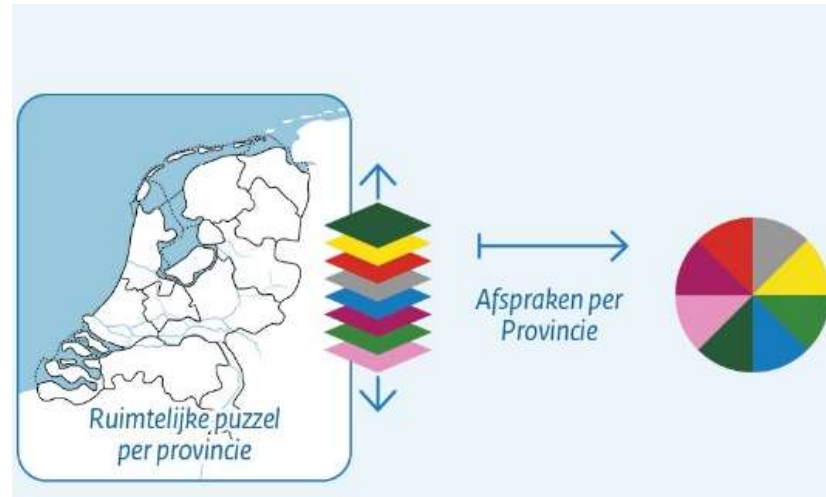 Ruimtelijke puzzel
per provincie
Afspraken per
Provincie